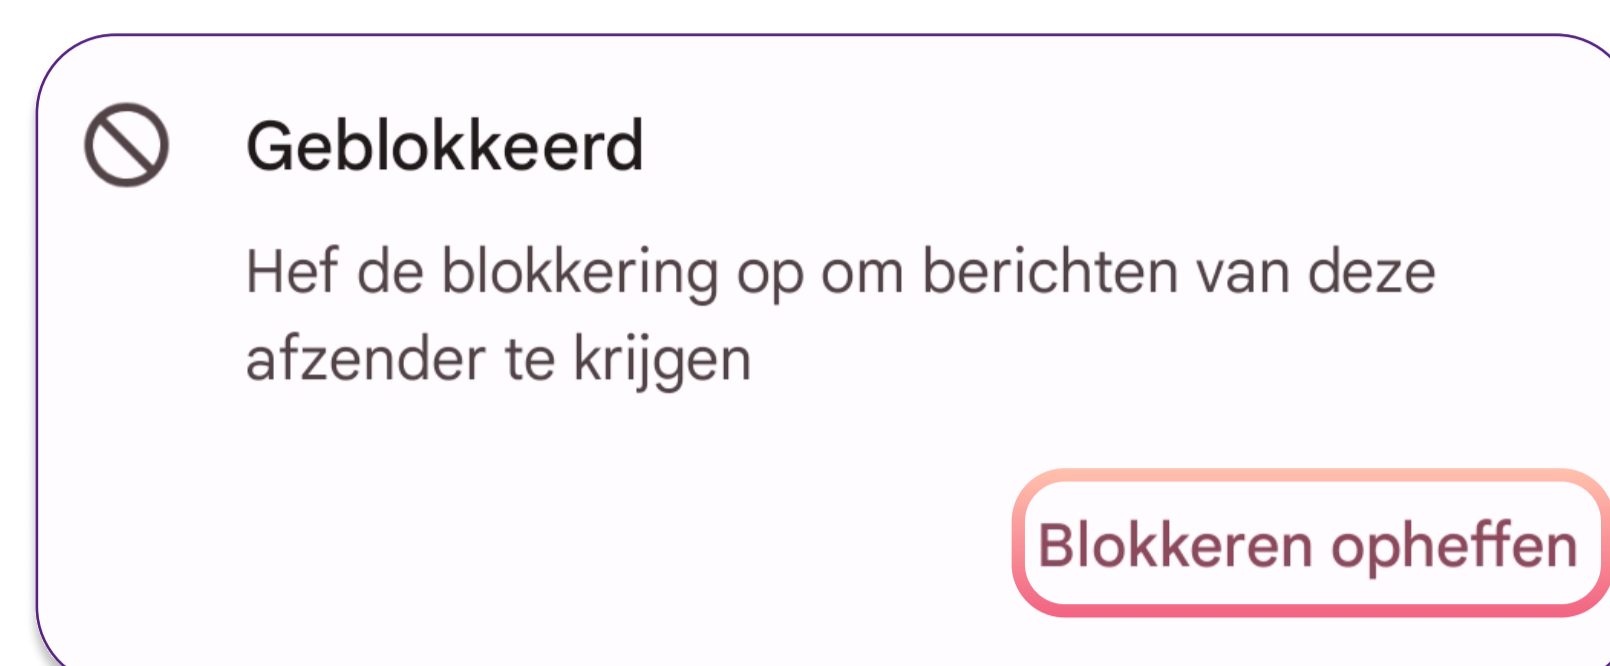 Geblokkeerd
Hef de blokkering op om berichten van deze
afzender te krijgen
Blokkeren opheffen